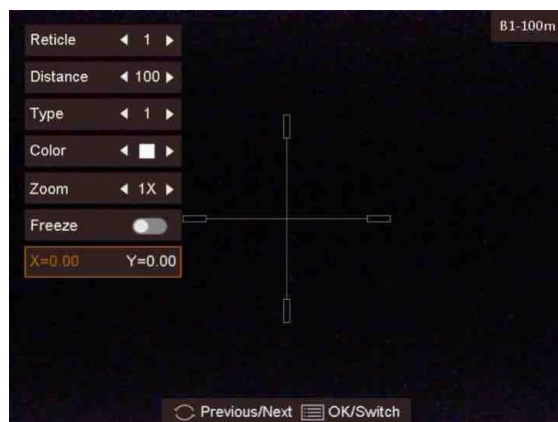 B1-100m
Reticle 1
Distance 100
Type 1
Color
Zoom 1X
Freeze
X=0.00 Y=0.00
Previous/Next OK/Switch